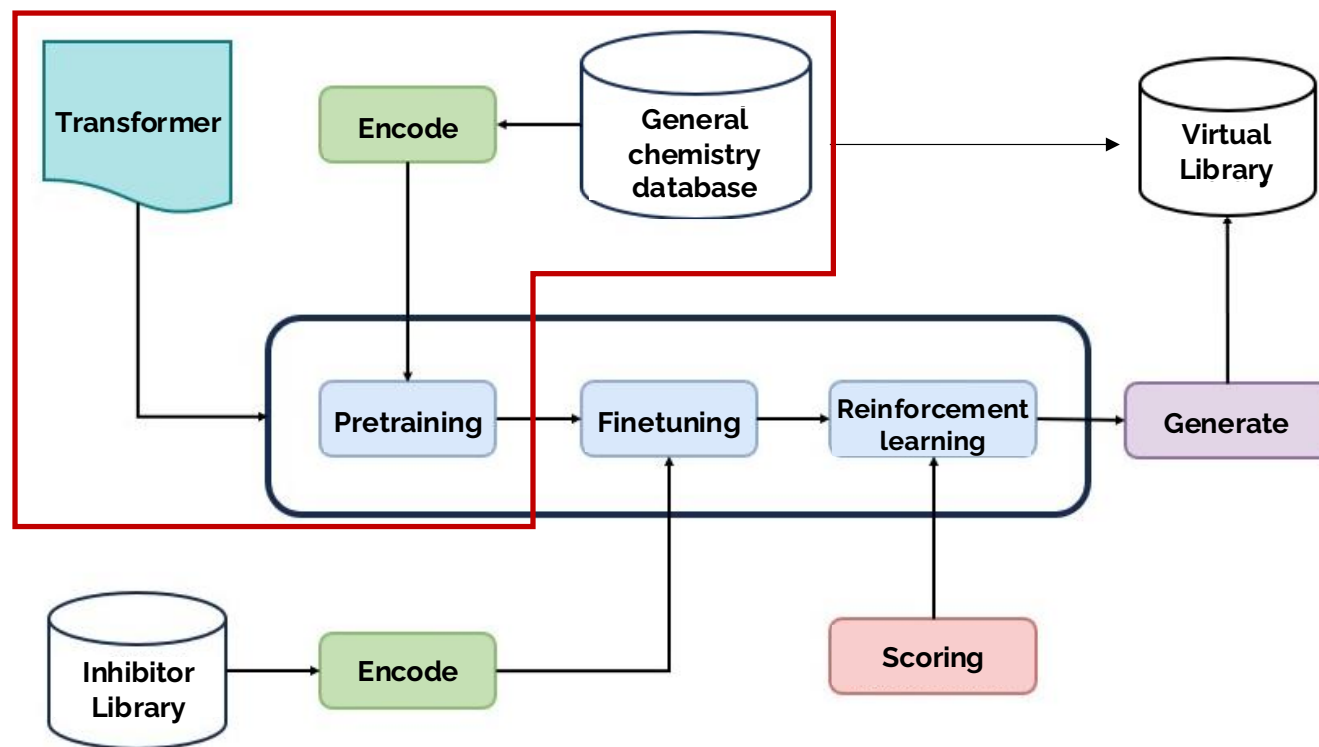 Transformer
Encode
General
chemistry
database
Virtual
Library
Pretraining
Finetuning
Reinforcement
learning
Generate
Inhibitor
Library
Encode
Scoring